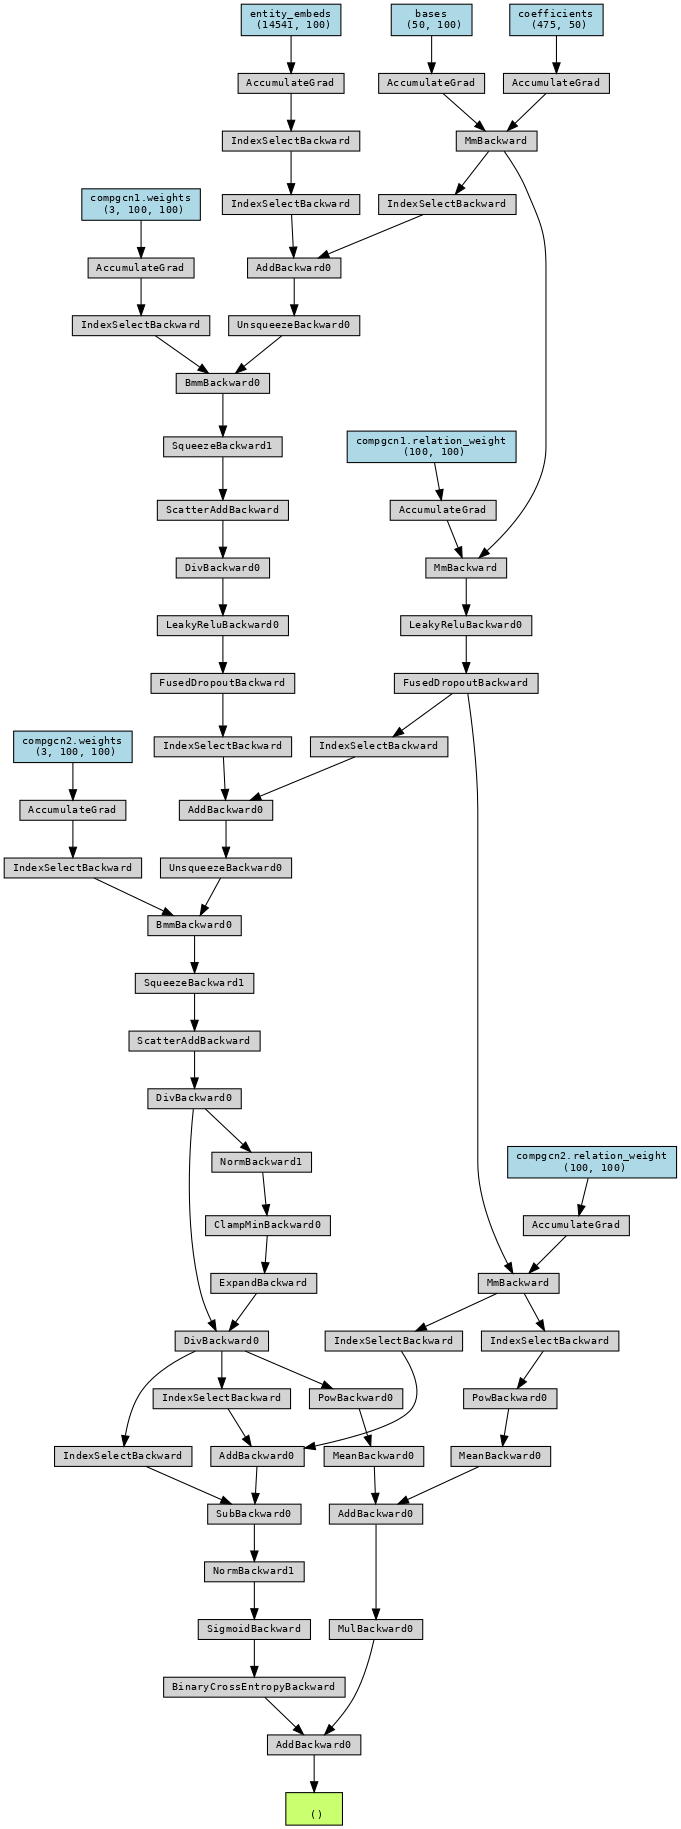 entity_embeds
(14541, 100)
bases
(50, 100)
coefficients
(475, 50)
AccumulateGrad
AccumulateGrad
AccumulateGrad
IndexSelectBackward
MmBackward
compgcn1.weights
(3, 100, 100)
IndexSelectBackward
IndexSelectBackward
AccumulateGrad
AddBackward0
IndexSelectBackward
UnsqueezeBackward0
BmmBackward0
compgcn1.relation_weight
(100, 100)
SqueezeBackward1
ScatterAddBackward
AccumulateGrad
DivBackward0
MmBackward
LeakyReluBackward0
LeakyReluBackward0
FusedDropoutBackward
FusedDropoutBackward
compgcn2.weights
(3, 100, 100)
IndexSelectBackward
IndexSelectBackward
AccumulateGrad
AddBackward0
IndexSelectBackward
UnsqueezeBackward0
BmmBackward0
SqueezeBackward1
ScatterAddBackward
DivBackward0
NormBackward1
compgcn2.relation_weight
(100, 100)
ClampMinBackward0
AccumulateGrad
ExpandBackward
MmBackward
DivBackward0
IndexSelectBackward
IndexSelectBackward
IndexSelectBackward
PowBackward0
PowBackward0
IndexSelectBackward
AddBackward0
MeanBackward0
MeanBackward0
SubBackward0
AddBackward0
NormBackward1
SigmoidBackward
MulBackward0
BinaryCrossEntropyBackward
AddBackward0
()